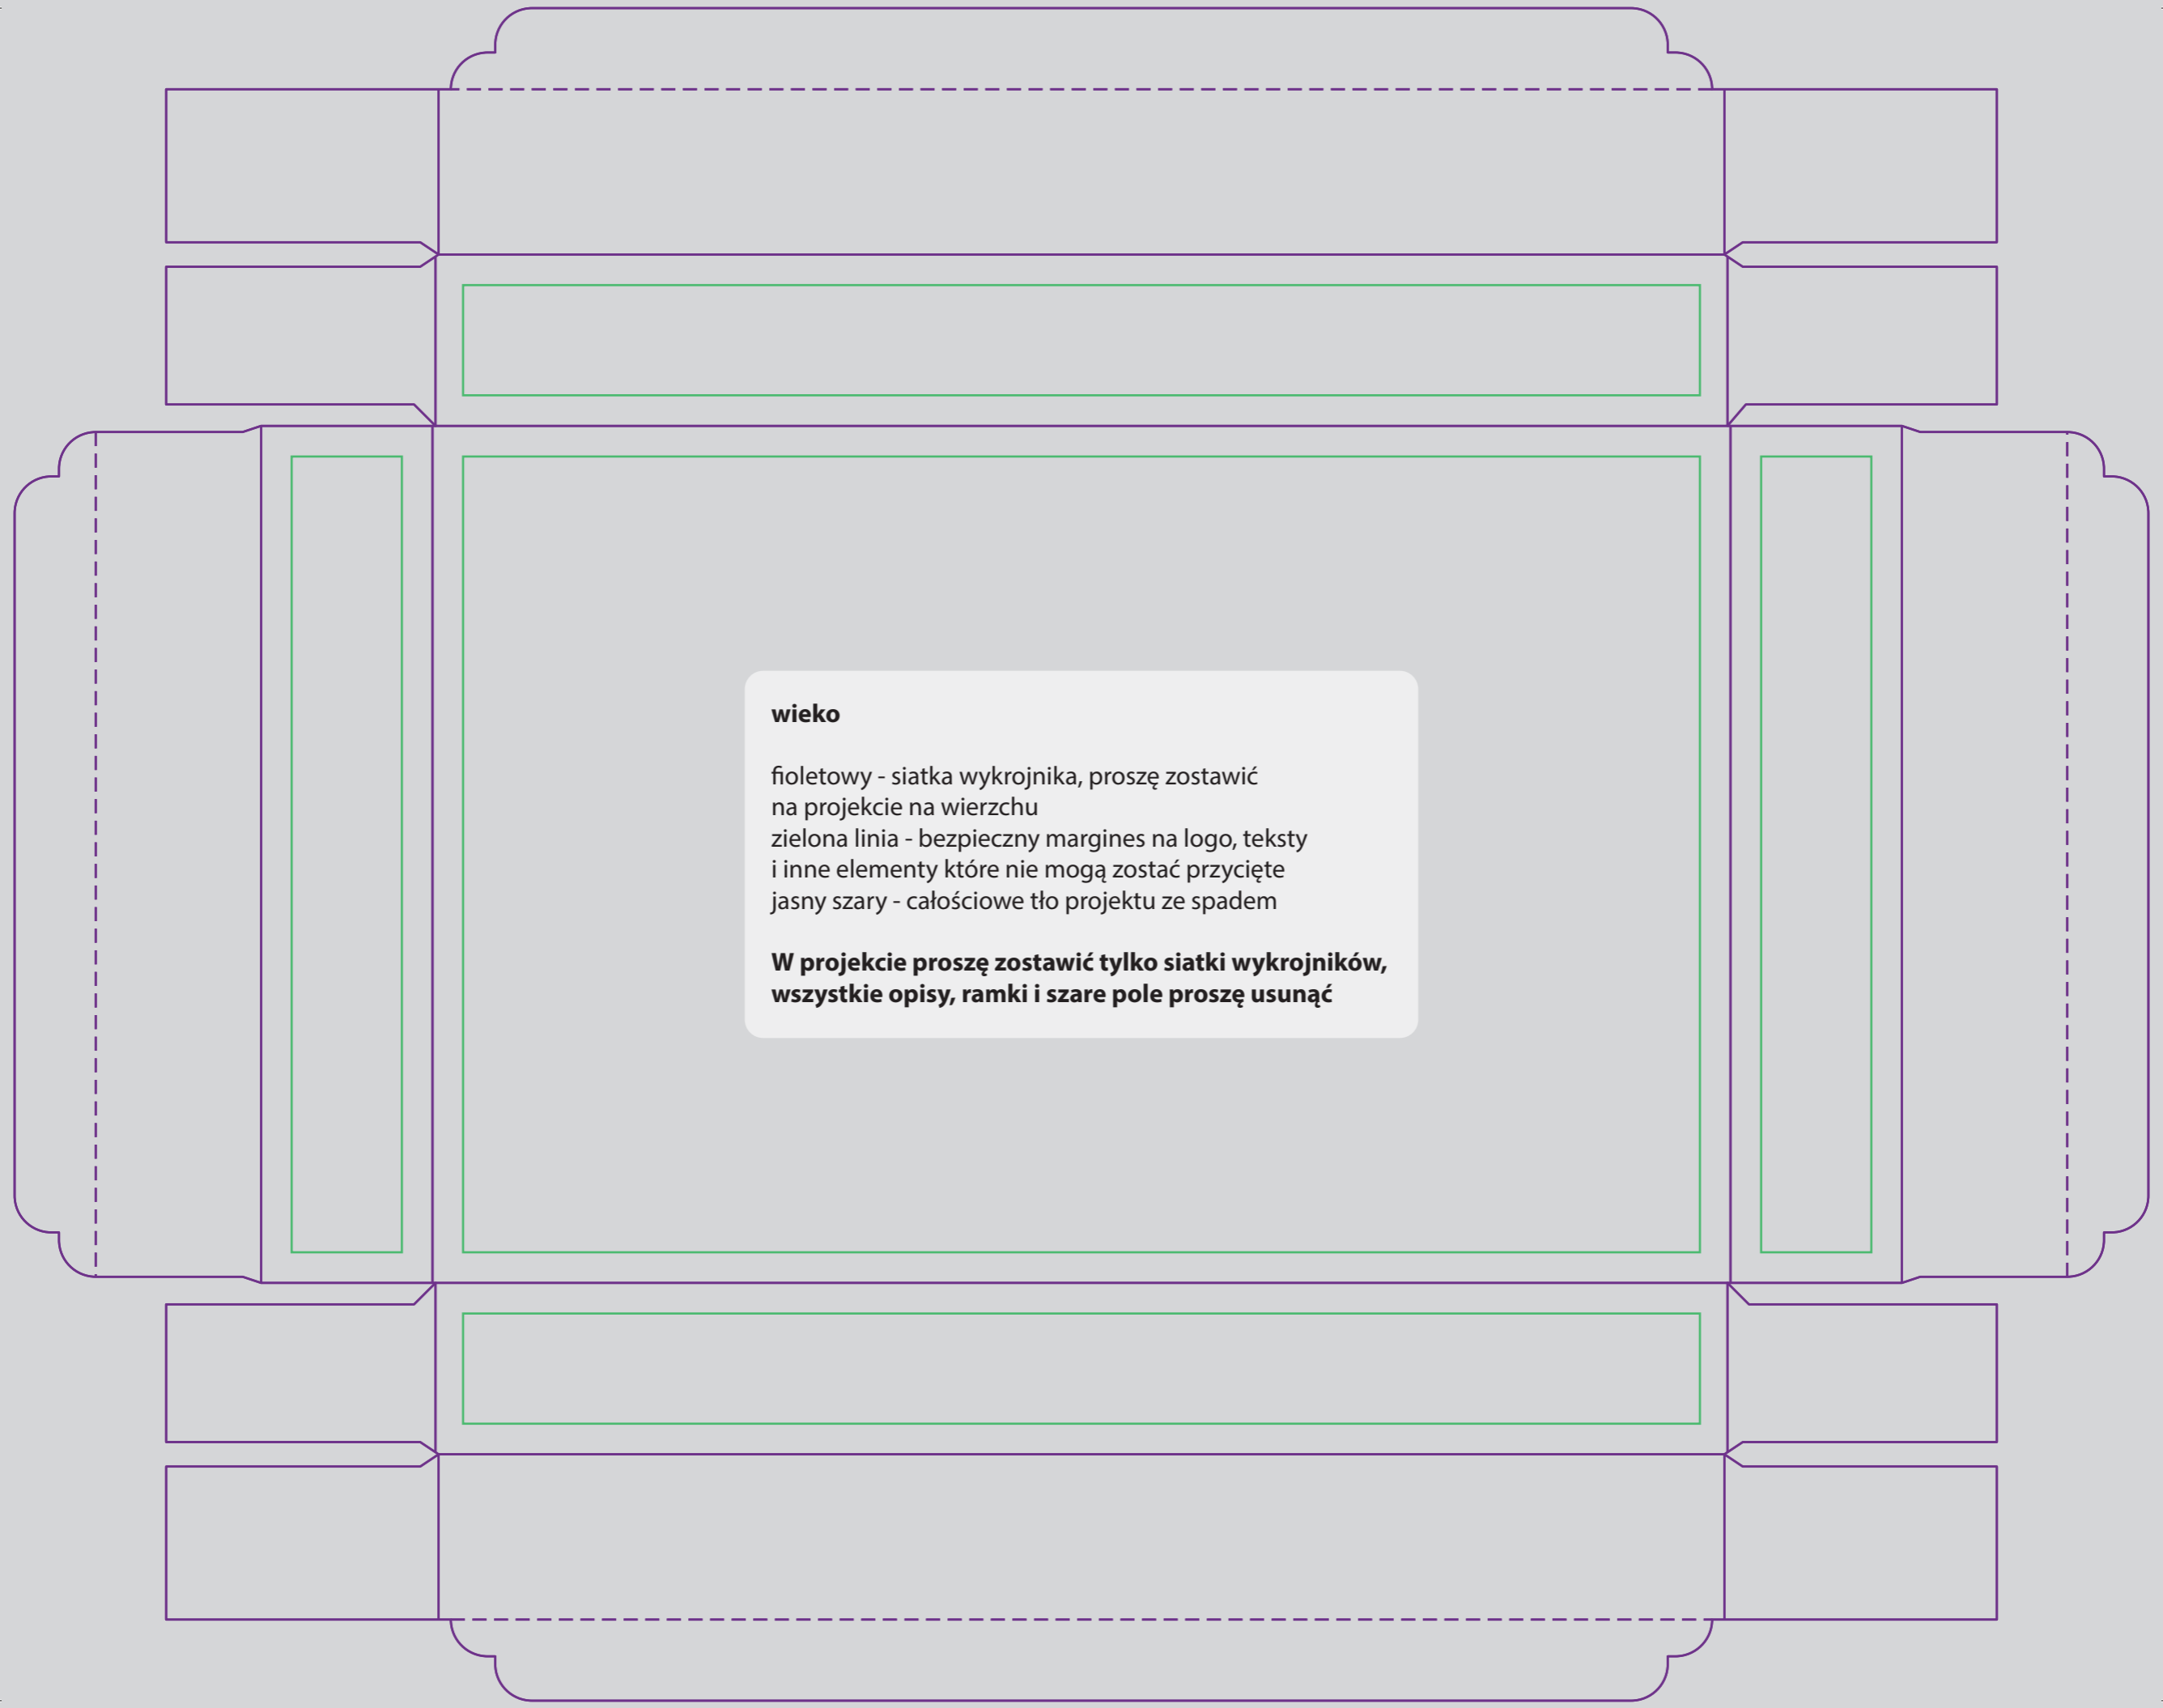 wieko
fioletowy - siatka wykrojnika, proszę zostawić
na projekcie na wierzchu
zielona linia - bezpieczny margines na logo, teksty
i inne elementy które nie mogą zostać przycięte
jasny szary - całościowe tło projektu ze spadem
W projekcie proszę zostawić tylko siatki wykrojników,
wszystkie opisy, ramki i szare pole proszę usunąć